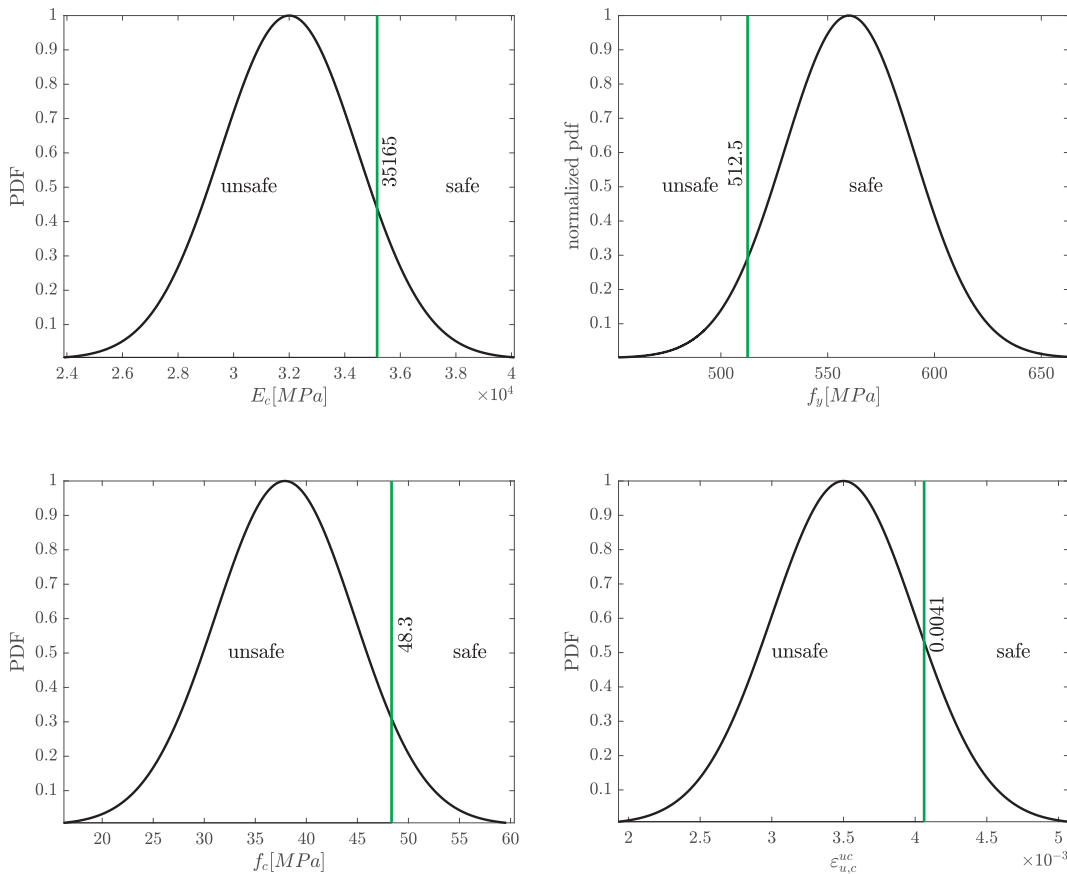 1
0.9
0.8
0.7
0.6
0.5
0.4
0.3
0.2
0.1
PDF
unsafe
35165
safe
2.4 2.6 2.8 3 3.2 3.4 3.6 3.8 4
×10⁴
E_c[MPa]
1
0.9
0.8
0.7
0.6
0.5
0.4
0.3
0.2
0.1
normalized pdf
unsafe
512.5
safe
500 550 600 650
f_y[MPa]
1
0.9
0.8
0.7
0.6
0.5
0.4
0.3
0.2
0.1
PDF
unsafe
48.3
safe
20 25 30 35 40 45 50 55 60
f_c[MPa]
1
0.9
0.8
0.7
0.6
0.5
0.4
0.3
0.2
0.1
PDF
unsafe
0.0041
safe
2 2.5 3 3.5 4 4.5 5
×10⁻³
ε_{u,c}^{uc}